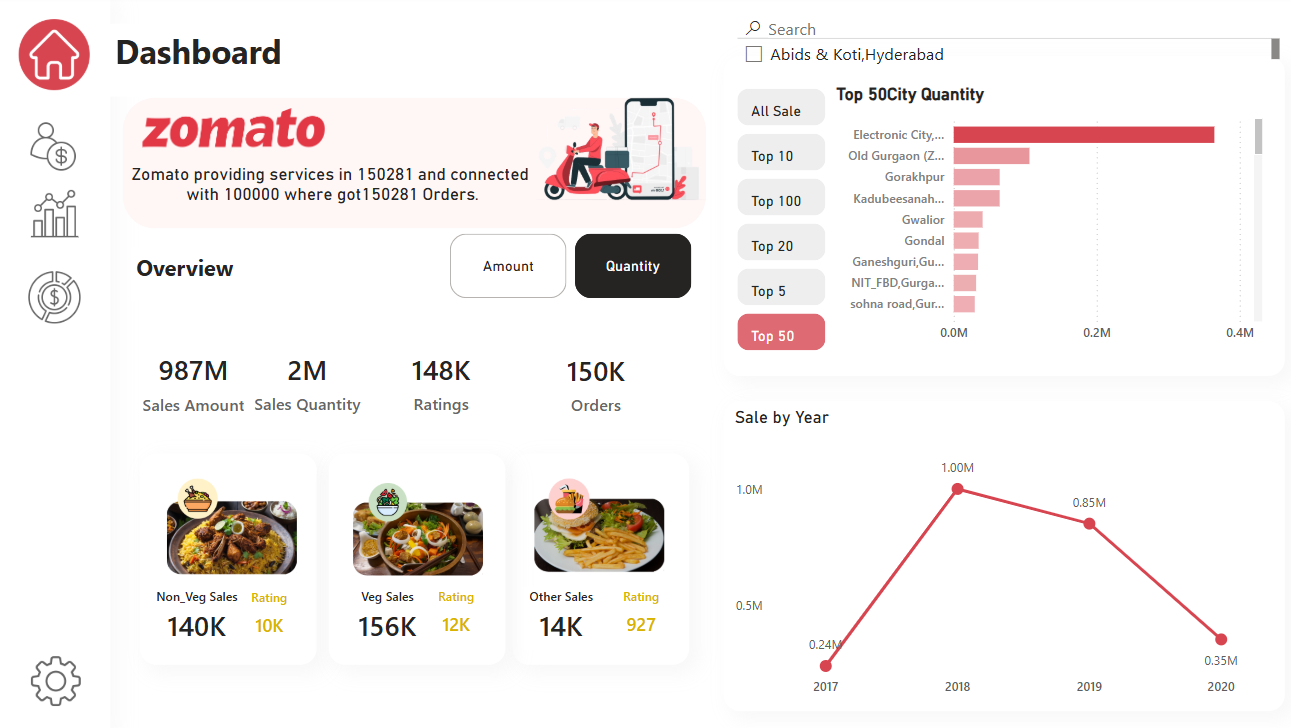 Dashboard
zomato
Zomato providing services in 150281 and connected
with 100000 where got150281 Orders.
Overview
Amount
Quantity
987M
Sales Amount
2M
Sales Quantity
148K
Ratings
150K
Orders
Non_Veg Sales
Rating
140K
10K
Veg Sales
Rating
156K
12K
Other Sales
Rating
14K
927
Search
Abids & Koti,Hyderabad
All Sale
Top 10
Top 100
Top 20
Top 5
Top 50
Top 50City Quantity
Electronic City,...
Old Gurgaon (Z...
Gorakhpur
Kadubeesanah...
Gwalior
Gondal
Ganeshguri,Gu...
NIT_FBD,Gurga...
sohna road,Gur...
0.0M
0.2M
0.4M
Sale by Year
1.0M
0.5M
0.24M
1.00M
0.85M
0.35M
2017
2018
2019
2020